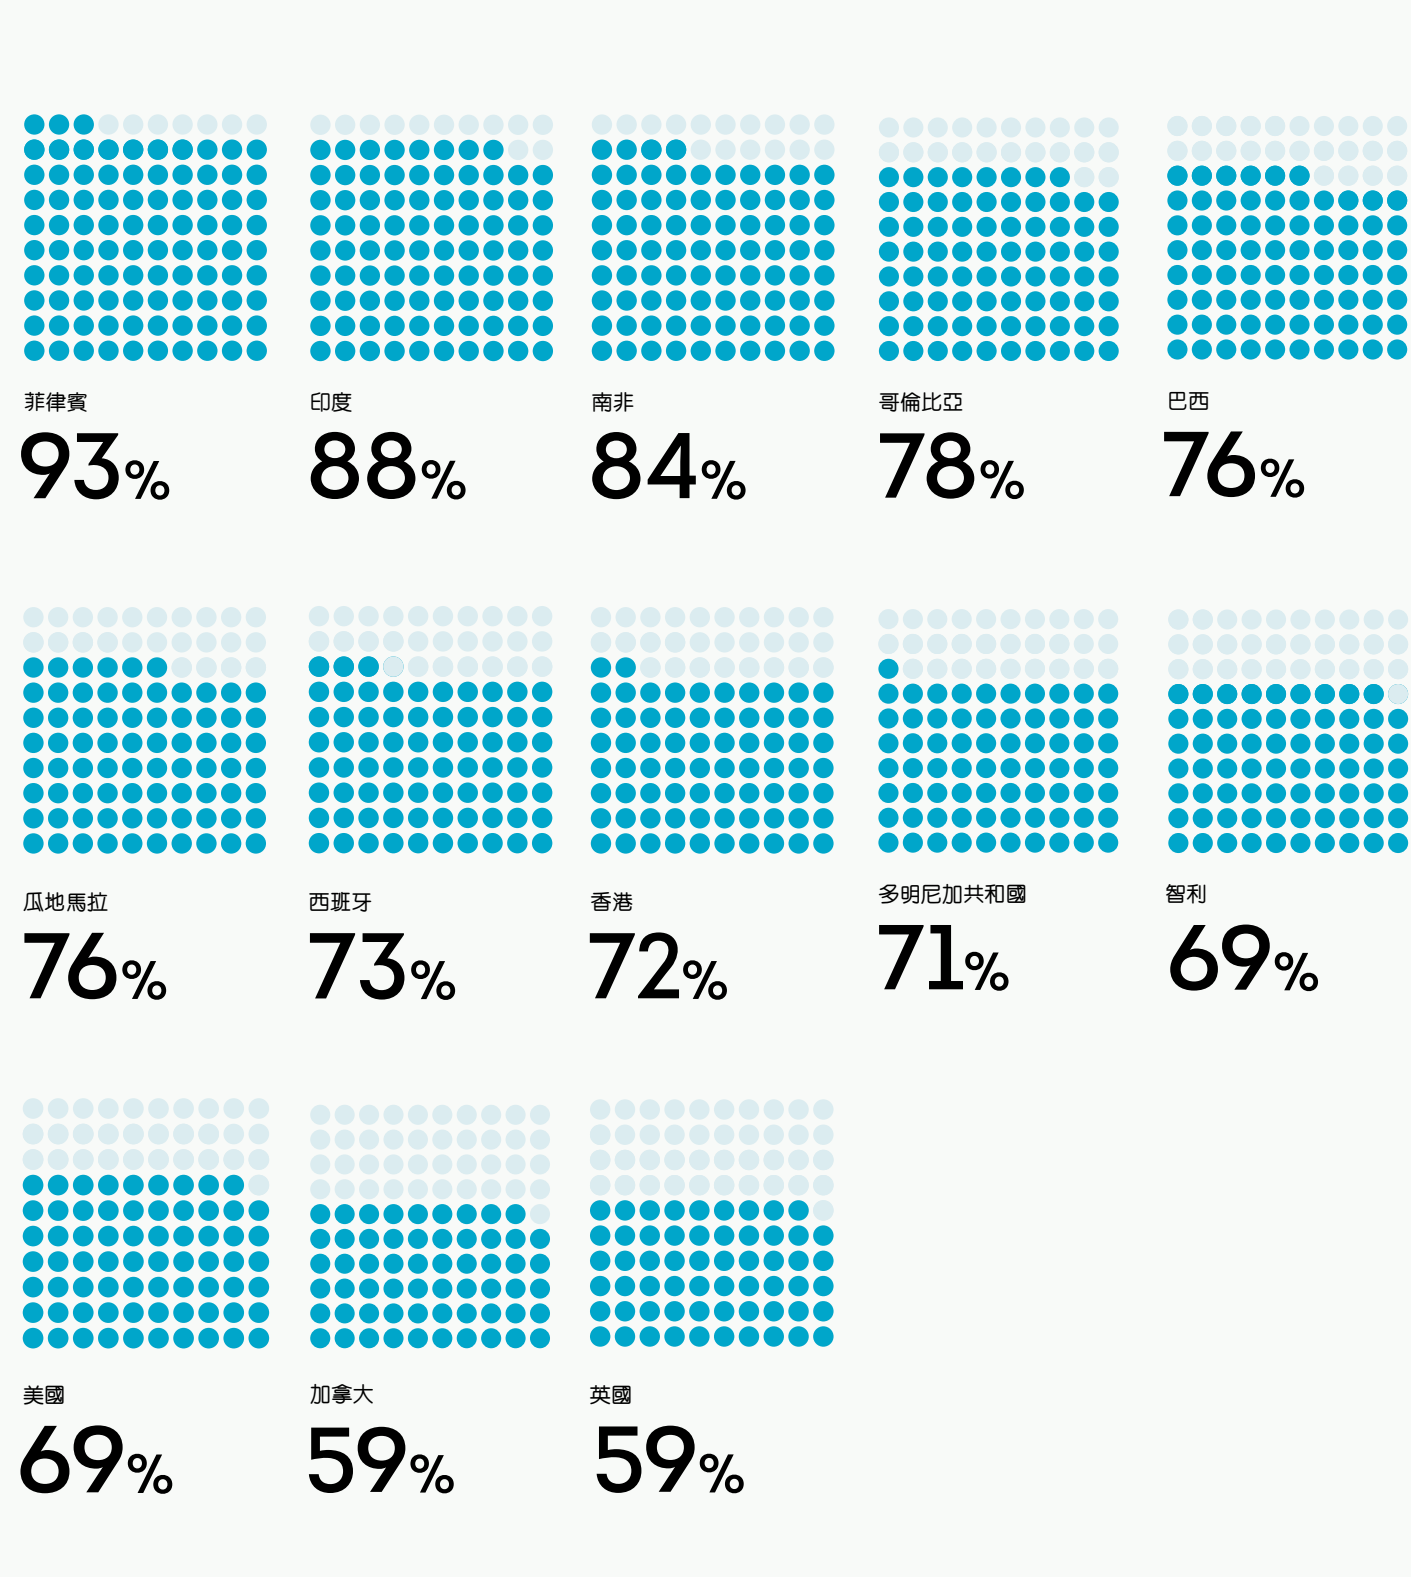 菲律賓
93%
印度
88%
南非
84%
哥倫比亞
78%
巴西
76%
瓜地馬拉
76%
西班牙
73%
香港
72%
多明尼加共和國
71%
智利
69%
美國
69%
加拿大
59%
英國
59%